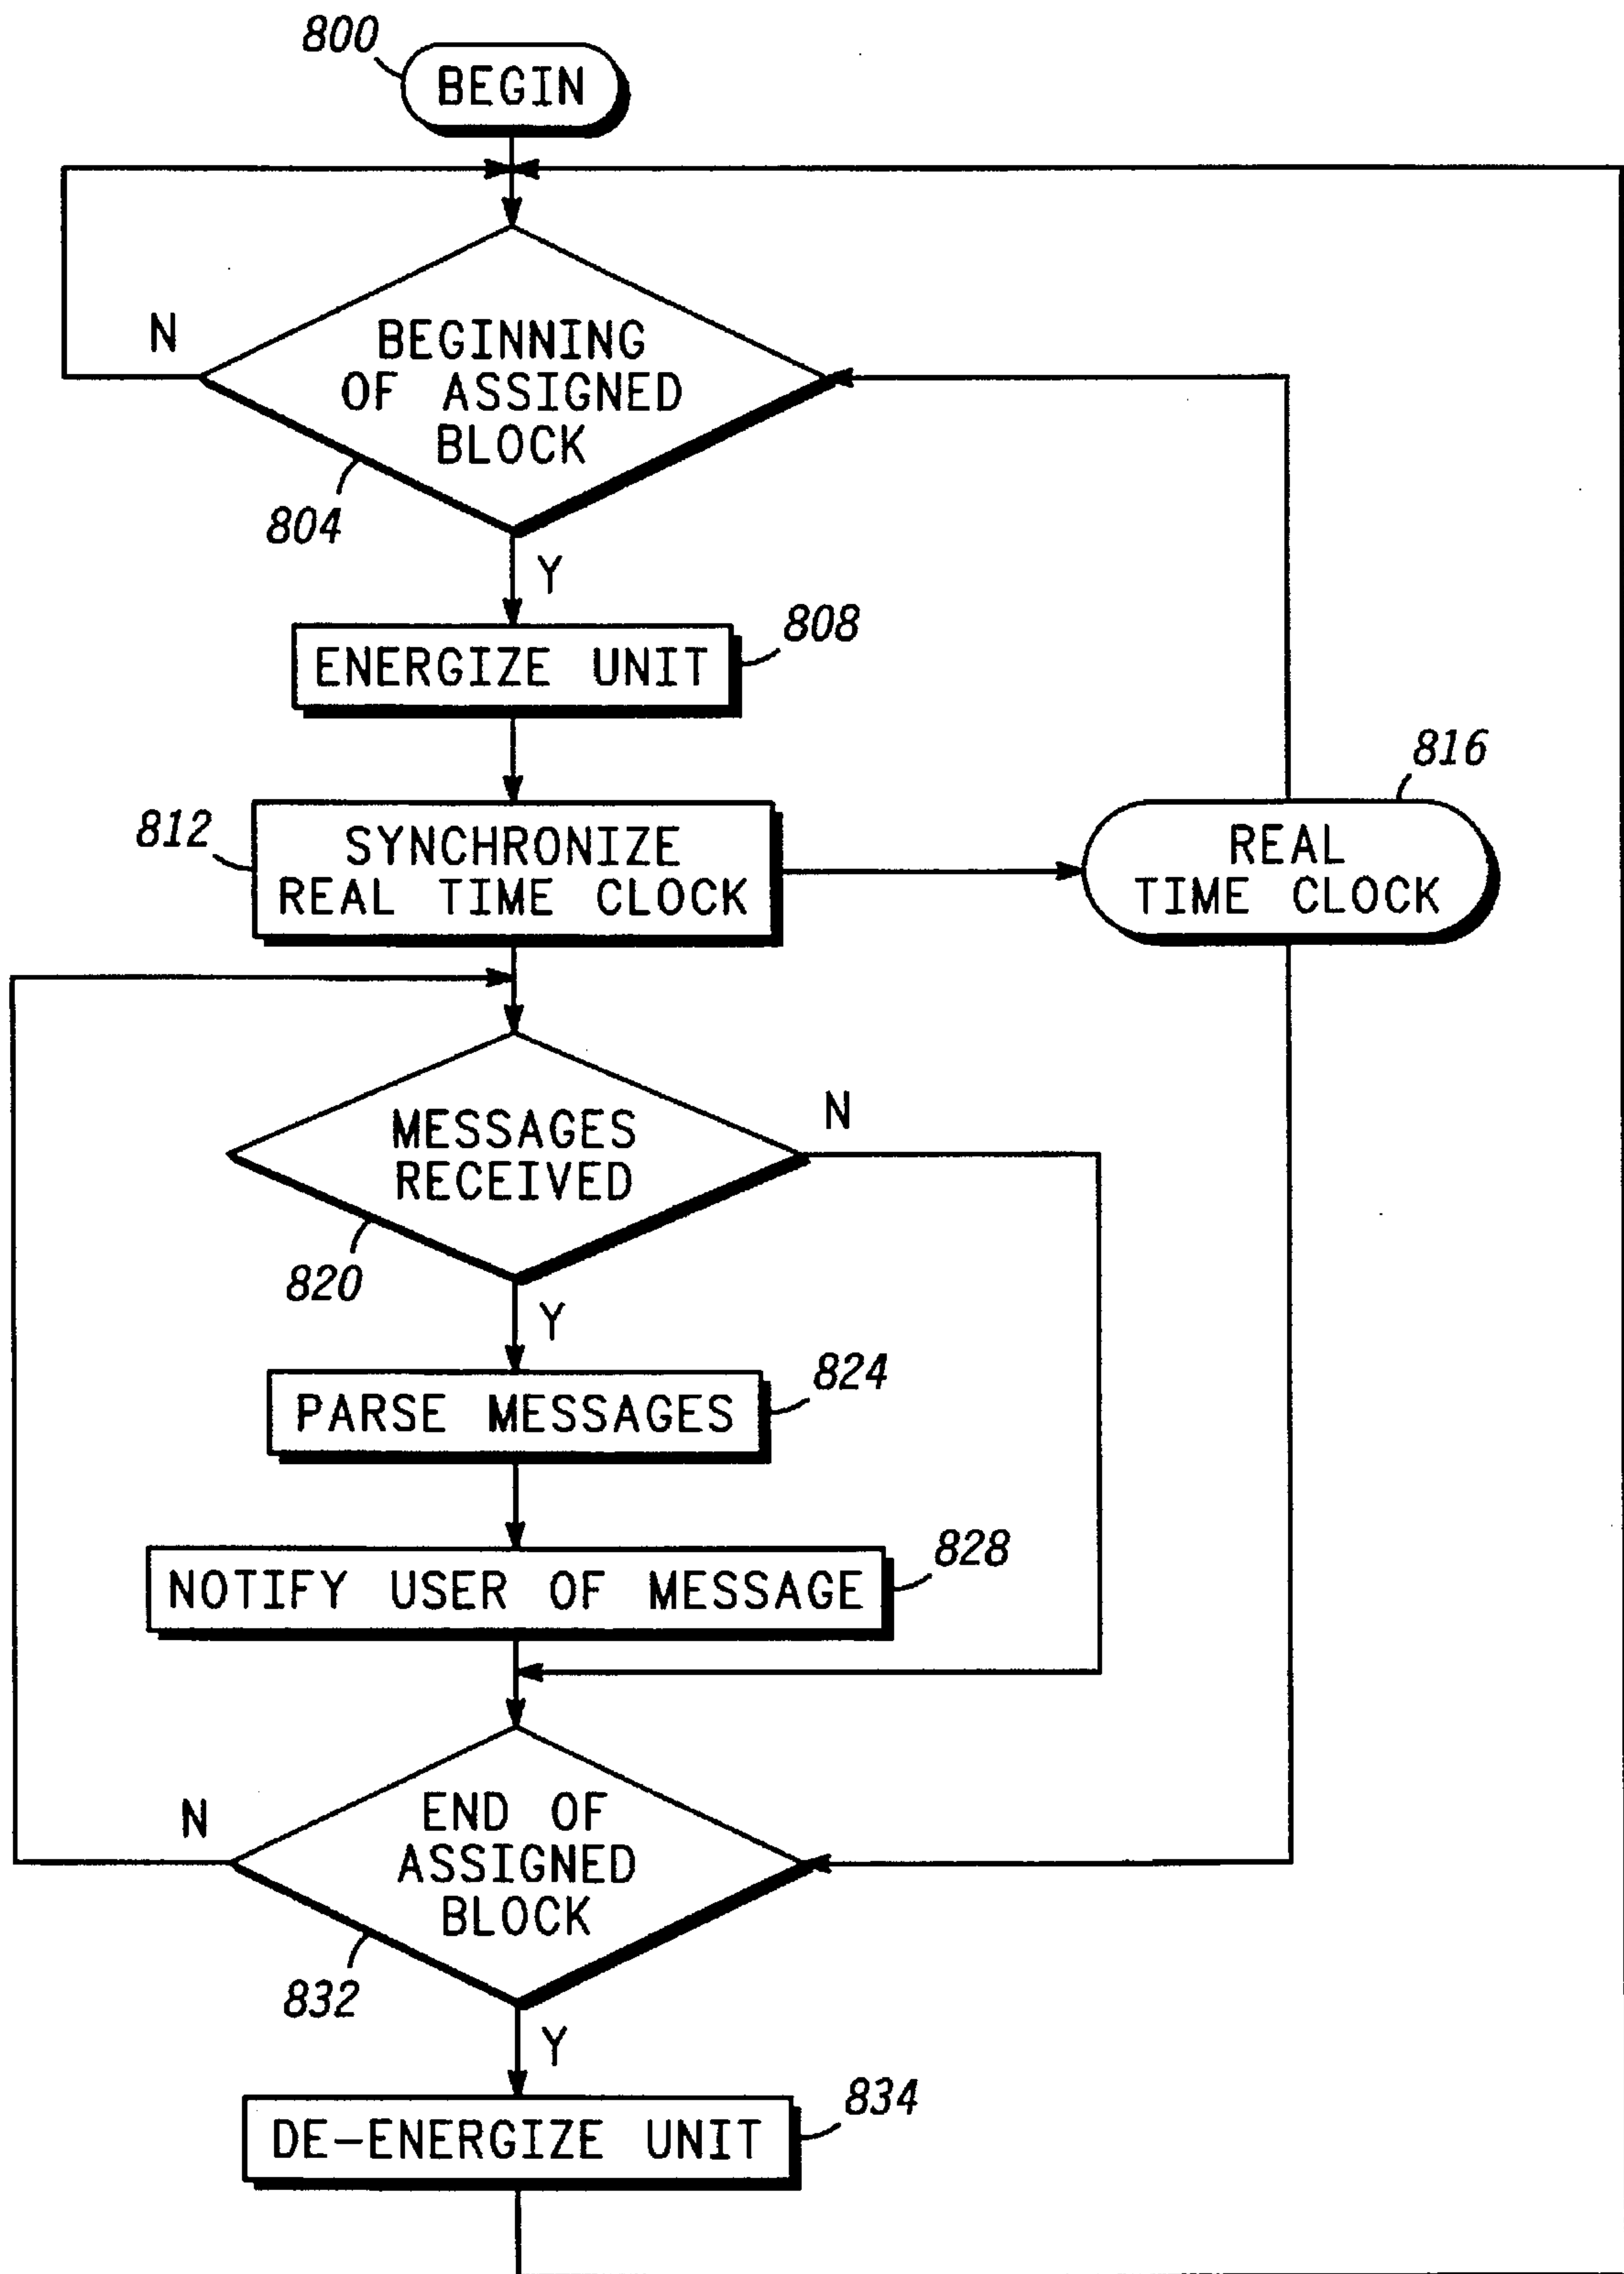 800
BEGIN
N
BEGINNING
OF ASSIGNED
BLOCK
804
Y
808
ENERGIZE UNIT
816
812
SYNCHRONIZE
REAL TIME CLOCK
REAL
TIME CLOCK
N
MESSAGES
RECEIVED
820
Y
824
PARSE MESSAGES
828
NOTIFY USER OF MESSAGE
N
END OF
ASSIGNED
BLOCK
832
Y
834
DE-ENERGIZE UNIT